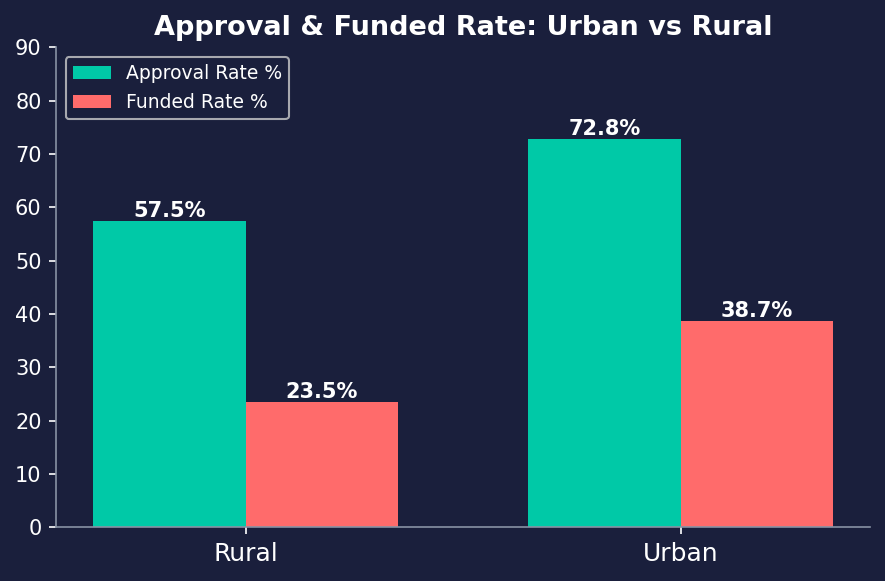 Approval & Funded Rate: Urban vs Rural
90
80
70
60
50
40
30
20
10
0
Approval Rate %
Funded Rate %
57.5%
23.5%
72.8%
38.7%
Rural
Urban